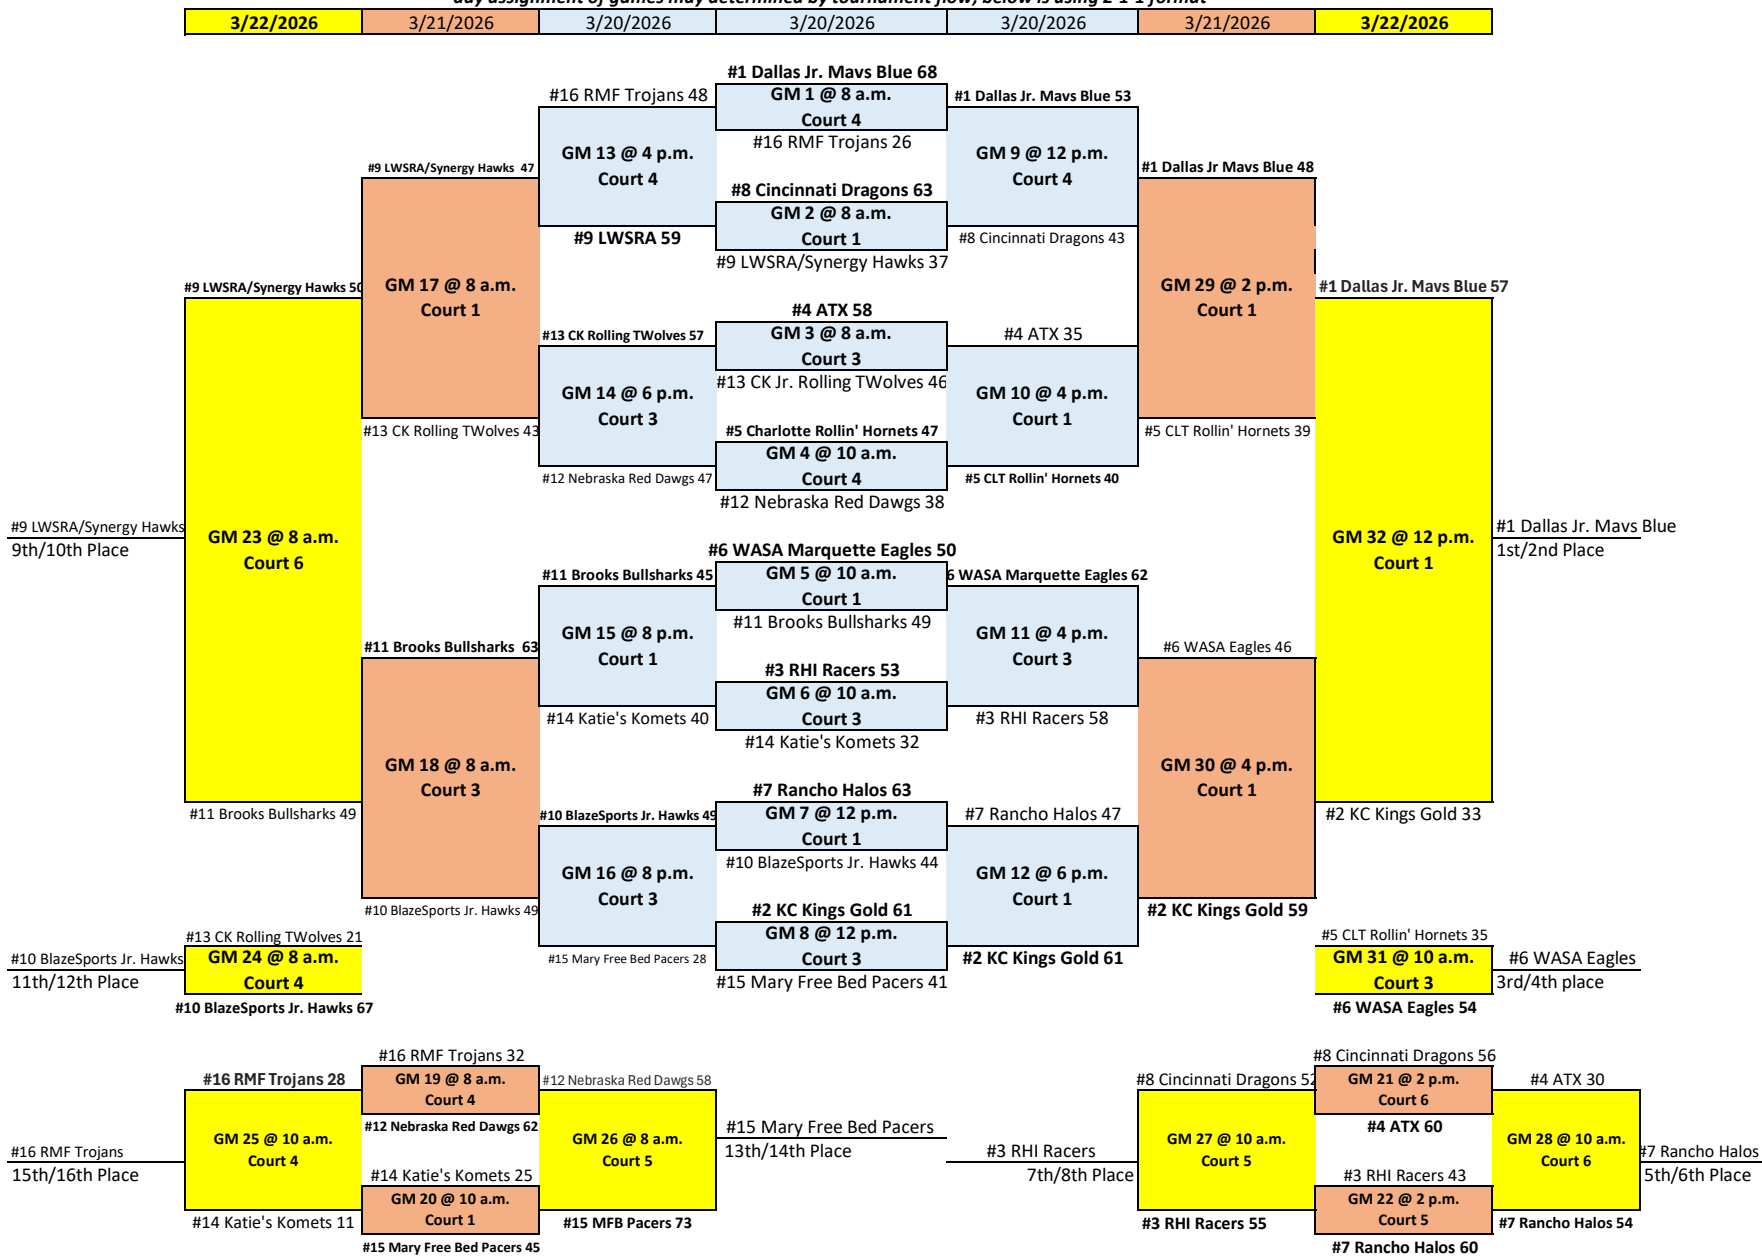 day assignment of games may determined by tournament flow, below is using 2-1-1 format
3/22/2026 3/21/2026 3/20/2026 3/20/2026 3/20/2026 3/21/2026 3/22/2026
#1 Dallas Jr. Mavs Blue 68
#16 RMF Trojans 48
GM 1 @ 8 a.m.
Court 4
#1 Dallas Jr. Mavs Blue 53
#16 RMF Trojans 26
GM 13 @ 4 p.m.
Court 4
GM 9 @ 12 p.m.
Court 4
#9 LWSRA/Synergy Hawks 47
#1 Dallas Jr Mavs Blue 48
#8 Cincinnati Dragons 63
GM 2 @ 8 a.m.
Court 1
#9 LWSRA 59
#8 Cincinnati Dragons 43
#9 LWSRA/Synergy Hawks 37
#9 LWSRA/Synergy Hawks 50
GM 17 @ 8 a.m.
Court 1
GM 29 @ 2 p.m.
Court 1
#1 Dallas Jr. Mavs Blue 57
#4 ATX 58
#13 CK Rolling TWolves 57
GM 3 @ 8 a.m.
Court 3
#4 ATX 35
#13 CK Jr. Rolling TWolves 46
GM 14 @ 6 p.m.
Court 3
GM 10 @ 4 p.m.
Court 1
#13 CK Rolling TWolves 43
#5 Charlotte Rollin' Hornets 47
#5 CLT Rollin' Hornets 39
GM 4 @ 10 a.m.
Court 4
#12 Nebraska Red Dawgs 47
#5 CLT Rollin' Hornets 40
#12 Nebraska Red Dawgs 38
#9 LWSRA/Synergy Hawks
9th/10th Place
GM 23 @ 8 a.m.
Court 6
GM 32 @ 12 p.m.
Court 1
#1 Dallas Jr. Mavs Blue
1st/2nd Place
#6 WASA Marquette Eagles 50
#11 Brooks Bullsharks 45
GM 5 @ 10 a.m.
Court 1
6 WASA Marquette Eagles 62
#11 Brooks Bullsharks 49
GM 15 @ 8 p.m.
Court 1
GM 11 @ 4 p.m.
Court 3
#11 Brooks Bullsharks 63
#6 WASA Eagles 46
#3 RHI Racers 53
GM 6 @ 10 a.m.
Court 3
#14 Katie's Komets 40
#3 RHI Racers 58
#14 Katie's Komets 32
GM 18 @ 8 a.m.
Court 3
GM 30 @ 4 p.m.
Court 1
#7 Rancho Halos 63
#11 Brooks Bullsharks 49
#10 BlazeSports Jr. Hawks 49
GM 7 @ 12 p.m.
Court 1
#7 Rancho Halos 47
#2 KC Kings Gold 33
#10 BlazeSports Jr. Hawks 44
GM 16 @ 8 p.m.
Court 3
GM 12 @ 6 p.m.
Court 1
#10 BlazeSports Jr. Hawks 49
#2 KC Kings Gold 61
#2 KC Kings Gold 59
GM 8 @ 12 p.m.
Court 3
#15 Mary Free Bed Pacers 28
#2 KC Kings Gold 61
#15 Mary Free Bed Pacers 41
#13 CK Rolling TWolves 21
#10 BlazeSports Jr. Hawks
11th/12th Place
GM 24 @ 8 a.m.
Court 4
#10 BlazeSports Jr. Hawks 67
#5 CLT Rollin' Hornets 35
GM 31 @ 10 a.m.
Court 3
#6 WASA Eagles
3rd/4th place
#6 WASA Eagles 54
#16 RMF Trojans 32
#16 RMF Trojans 28
GM 19 @ 8 a.m.
Court 4
#12 Nebraska Red Dawgs 58
#12 Nebraska Red Dawgs 62
#16 RMF Trojans
15th/16th Place
GM 25 @ 10 a.m.
Court 4
GM 26 @ 8 a.m.
Court 5
#15 Mary Free Bed Pacers
13th/14th Place
#14 Katie's Komets 25
GM 20 @ 10 a.m.
Court 1
#14 Katie's Komets 11
#15 MFB Pacers 73
#15 Mary Free Bed Pacers 45
#8 Cincinnati Dragons 56
#8 Cincinnati Dragons 52
GM 21 @ 2 p.m.
Court 6
#4 ATX 30
#4 ATX 60
#3 RHI Racers
7th/8th Place
GM 27 @ 10 a.m.
Court 5
GM 28 @ 10 a.m.
Court 6
#7 Rancho Halos
5th/6th Place
#3 RHI Racers 43
GM 22 @ 2 p.m.
Court 5
#3 RHI Racers 55
#7 Rancho Halos 54
#7 Rancho Halos 60